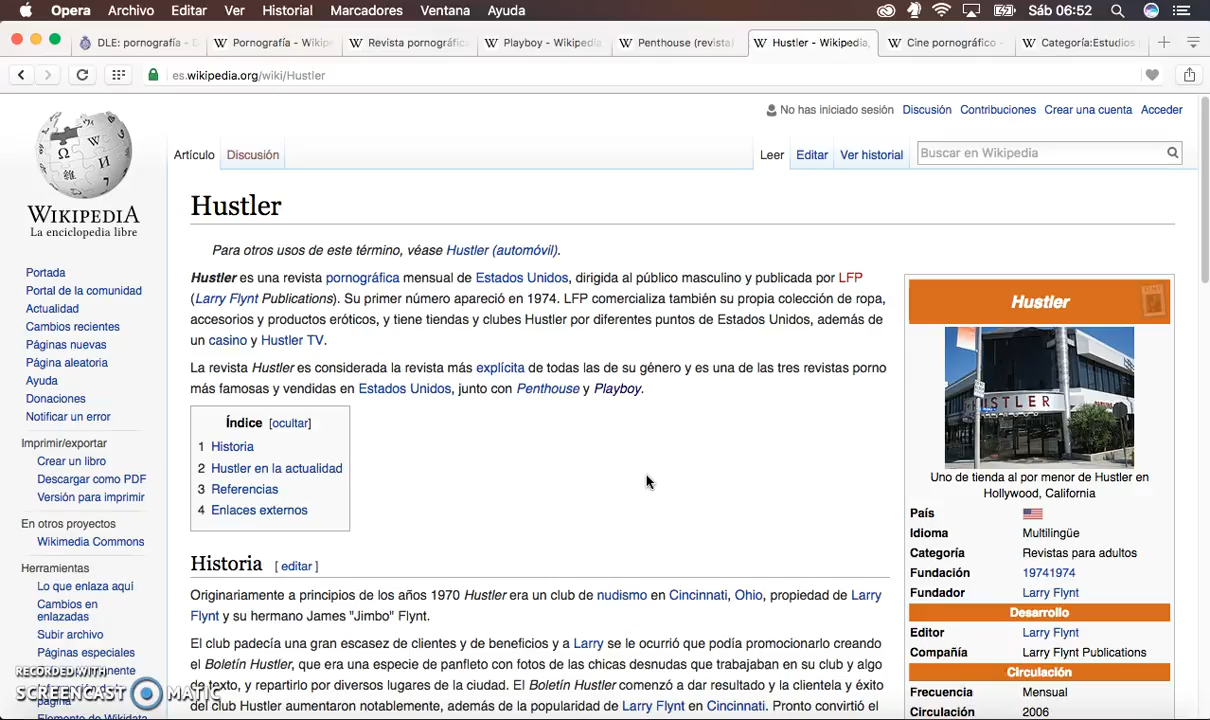 Opera Archivo Editar Ver Historial Marcadores Ventana Ayuda Sáb 06:52
DLE: pornografía - Pornografía - Wikipe Revista pornográfica Playboy - Wikipedia, Penthouse (revista) Hustler - Wikipedia, Cine pornográfico - Categoría:Estudios
es.wikipedia.org/wiki/Hustler
No ha iniciado sesión Discusión Contribuciones Crear una cuenta Acceder
Artículo Discusión Leer Editar Ver historial Buscar en Wikipedia
WIKIPEDIA
La enciclopedia libre
Portada
Portal de la comunidad
Actualidad
Cambios recientes
Páginas nuevas
Página aleatoria
Ayuda
Donaciones
Notificar un error
Imprimir/exportar
Crear un libro
Descargar como PDF
Versión para imprimir
En otros proyectos
Wikimedia Commons
Herramientas
Lo que enlaza aquí
Cambios en
enlazadas
Subir archivo
Páginas especiales
página
Elemento de Wikidata
RECORDED WITH
SCREENCAST MATIC
Hustler
Para otros usos de este término, véase Hustler (automóvil).
Hustler es una revista pornográfica mensual de Estados Unidos, dirigida al público masculino y publicada por LFP
(Larry Flynt Publications). Su primer número apareció en 1974. LFP comercializa también su propia colección de ropa,
accesorios y productos eróticos, y tiene tiendas y clubes Hustler por diferentes puntos de Estados Unidos, además de
un casino y Hustler TV.
La revista Hustler es considerada la revista más explícita de todas las de su género y es una de las tres revistas porno
más famosas y vendidas en Estados Unidos, junto con Penthouse y Playboy.
Índice [ocultar]
1 Historia
2 Hustler en la actualidad
3 Referencias
4 Enlaces externos
Historia [ editar ]
Originariamente a principios de los años 1970 Hustler era un club de nudismo en Cincinnati, Ohio, propiedad de Larry
Flynt y su hermano James "Jimbo" Flynt.
El club padecía una gran escasez de clientes y de beneficios y a Larry se le ocurrió que podía promocionarlo creando
el Boletín Hustler, que era una especie de panfleto con fotos de las chicas desnudas que trabajaban en su club y algo
de texto, y repartirlo por diversos lugares de la ciudad. El Boletín Hustler comenzó a dar resultado y la clientela y éxito
del club Hustler aumentaron notablemente, además de la popularidad de Larry Flynt en Cincinnati. Pronto convirtió el
Hustler
Uno de tienda al por menor de Hustler en
Hollywood, California
País
Idioma Multilingüe
Categoría Revistas para adultos
Fundación 19741974
Fundador Larry Flynt
Desarrollo
Editor Larry Flynt
Compañía Larry Flynt Publications
Circulación
Frecuencia Mensual
Circulación 2006